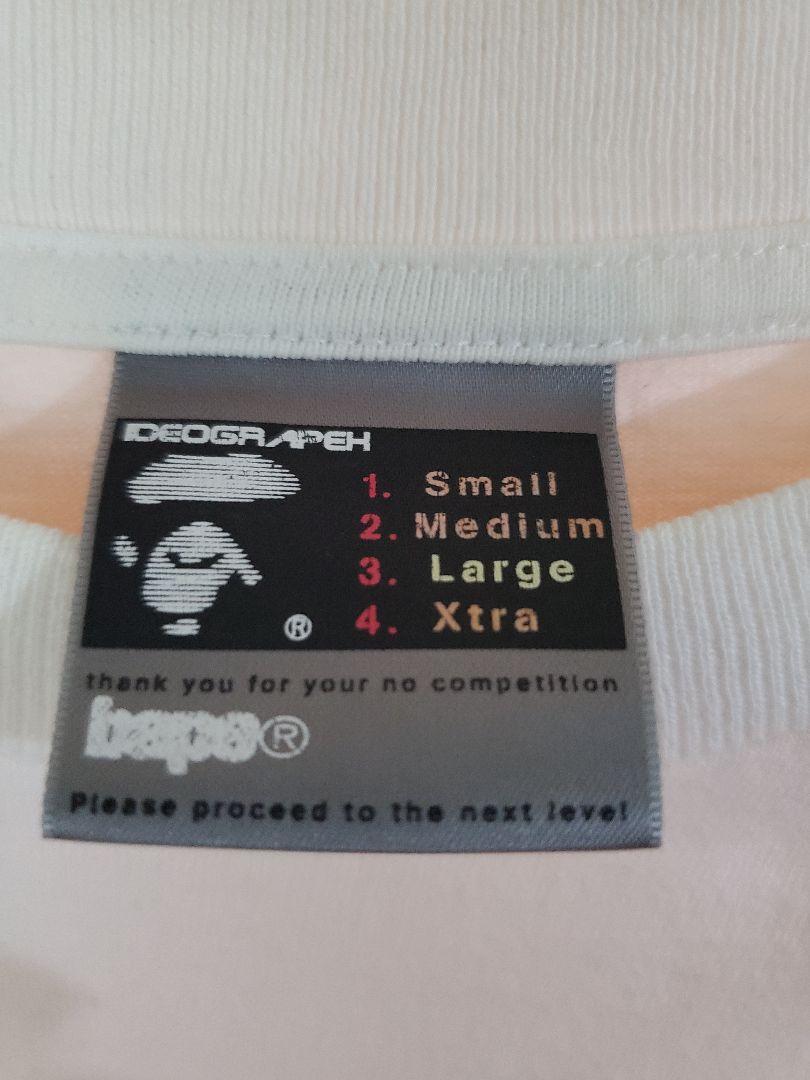 IDEOGRAPEH
1. Small
2. Medium
3. Large
4. Xtra
®
thank you for your no competition
bape®
Please proceed to the next level